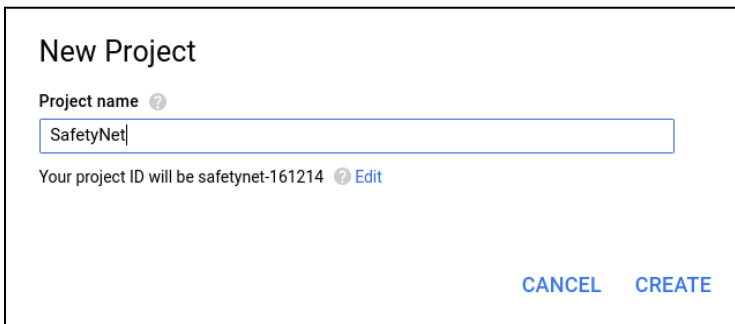 New Project
Project name ?
SafetyNet
Your project ID will be safetynet-161214 ? Edit
CANCEL CREATE